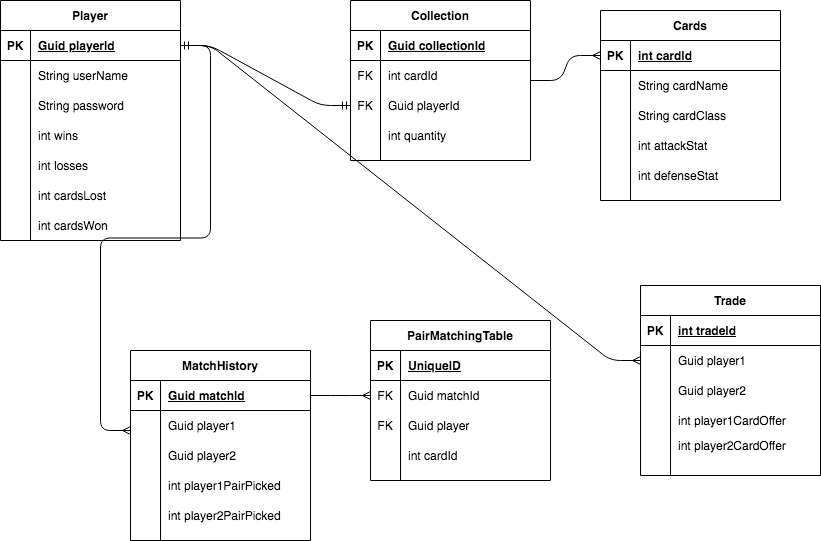 Player
PK Guid playerId
String userName
String password
int wins
int losses
int cardsLost
int cardsWon
Collection
PK Guid collectionId
FK int cardId
FK Guid playerId
int quantity
Cards
PK int cardId
String cardName
String cardClass
int attackStat
int defenseStat
MatchHistory
PK Guid matchId
Guid player1
Guid player2
int player1PairPicked
int player2PairPicked
PairMatchingTable
PK UniqueID
FK Guid matchId
FK Guid player
int cardId
Trade
PK int tradeId
Guid player1
Guid player2
int player1CardOffer
int player2CardOffer